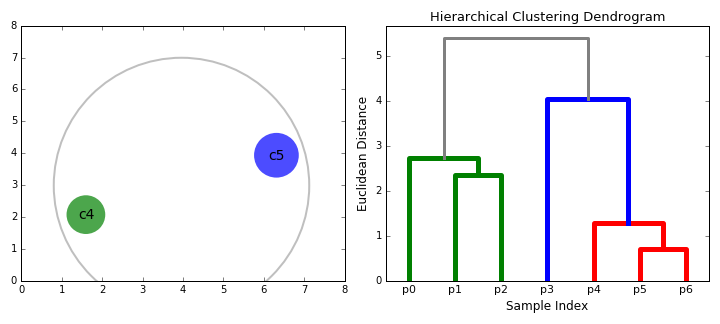 8
7
6
5
4
3
2
1
0
c5
c4
0 1 2 3 4 5 6 7 8
Hierarchical Clustering Dendrogram
Euclidean Distance
5
4
3
2
1
0
p0 p1 p2 p3 p4 p5 p6
Sample Index